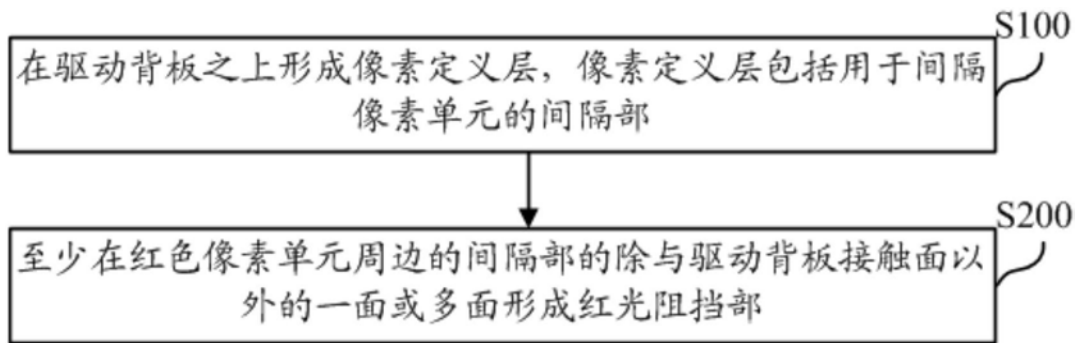 S100
在驱动背板之上形成像素定义层，像素定义层包括用于间隔
像素单元的间隔部
S200
至少在红色像素单元周边的间隔部的除与驱动背板接触面以
外的一面或多面形成红光阻挡部